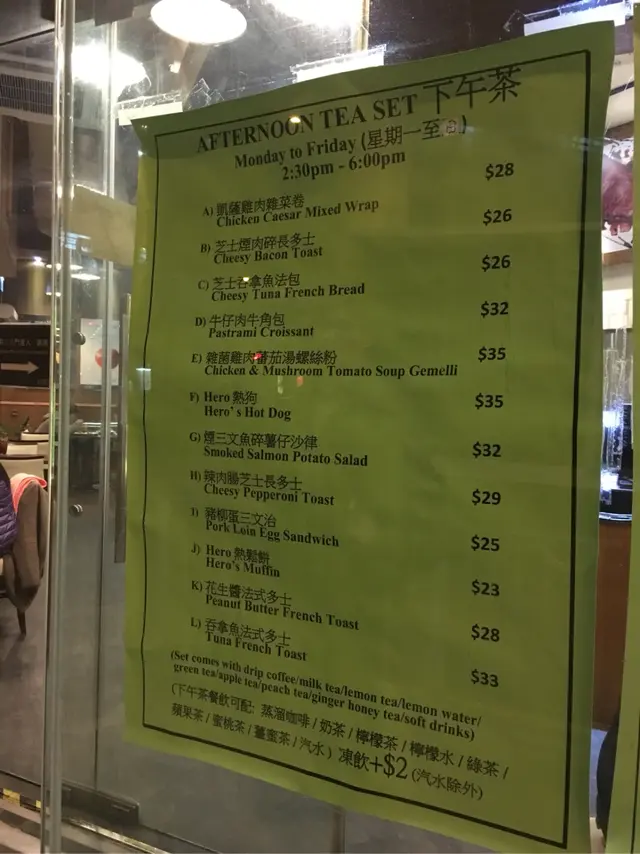 AFTERNOON TEA SET 下午茶
Monday to Friday (星期一至 )
2:30pm - 6:00pm
A) 凱薩雞肉雜菜卷 $28
Chicken Caesar Mixed Wrap
B) 芝士煙肉碎長多士 $26
Cheesy Bacon Toast
C) 芝士吞拿魚法包 $26
Cheesy Tuna French Bread
D) 牛仔肉牛角包 $32
Pastrami Croissant
E) 雜菌雞肉蕃茄湯螺絲粉 $35
Chicken & Mushroom Tomato Soup Gemelli
F) Hero 熱狗 $35
Hero's Hot Dog
G) 煙三文魚碎薯仔沙律 $32
Smoked Salmon Potato Salad
H) 辣肉腸芝士長多士 $29
Cheesy Pepperoni Toast
I) 豬柳蛋三文治 $25
Pork Loin Egg Sandwich
J) Hero 熱鬆餅 $23
Hero's Muffin
K) 花生醬法式多士 $28
Peanut Butter French Toast
L) 吞拿魚法式多士 $33
Tuna French Toast
(Set comes with drip coffee/milk tea/lemon tea/lemon water/
green tea/apple tea/peach tea/ginger honey tea/soft drinks)
(下午茶餐飲可配: 蒸溜咖啡 / 奶茶 / 檸檬茶 / 檸檬水 / 綠茶 /
蘋果茶 / 蜜桃茶 / 薑蜜茶 / 汽水 ) 凍飲+$2 (汽水除外)